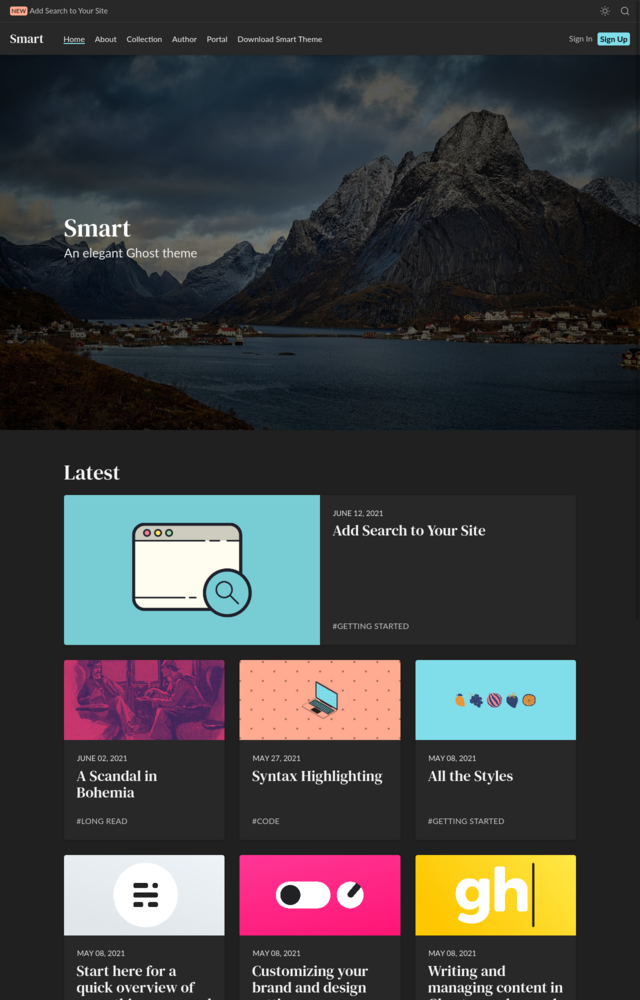 NEW Add Search to Your Site
Smart Home About Collection Author Portal Download Smart Theme Sign In Sign Up
Smart
An elegant Ghost theme
Latest
JUNE 12, 2021
Add Search to Your Site
#GETTING STARTED
JUNE 02, 2021
A Scandal in
Bohemia
#LONG READ
MAY 27, 2021
Syntax Highlighting
#CODE
MAY 08, 2021
All the Styles
#GETTING STARTED
MAY 08, 2021
Start here for a
quick overview of
MAY 08, 2021
Customizing your
brand and design
gh
MAY 08, 2021
Writing and
managing content in